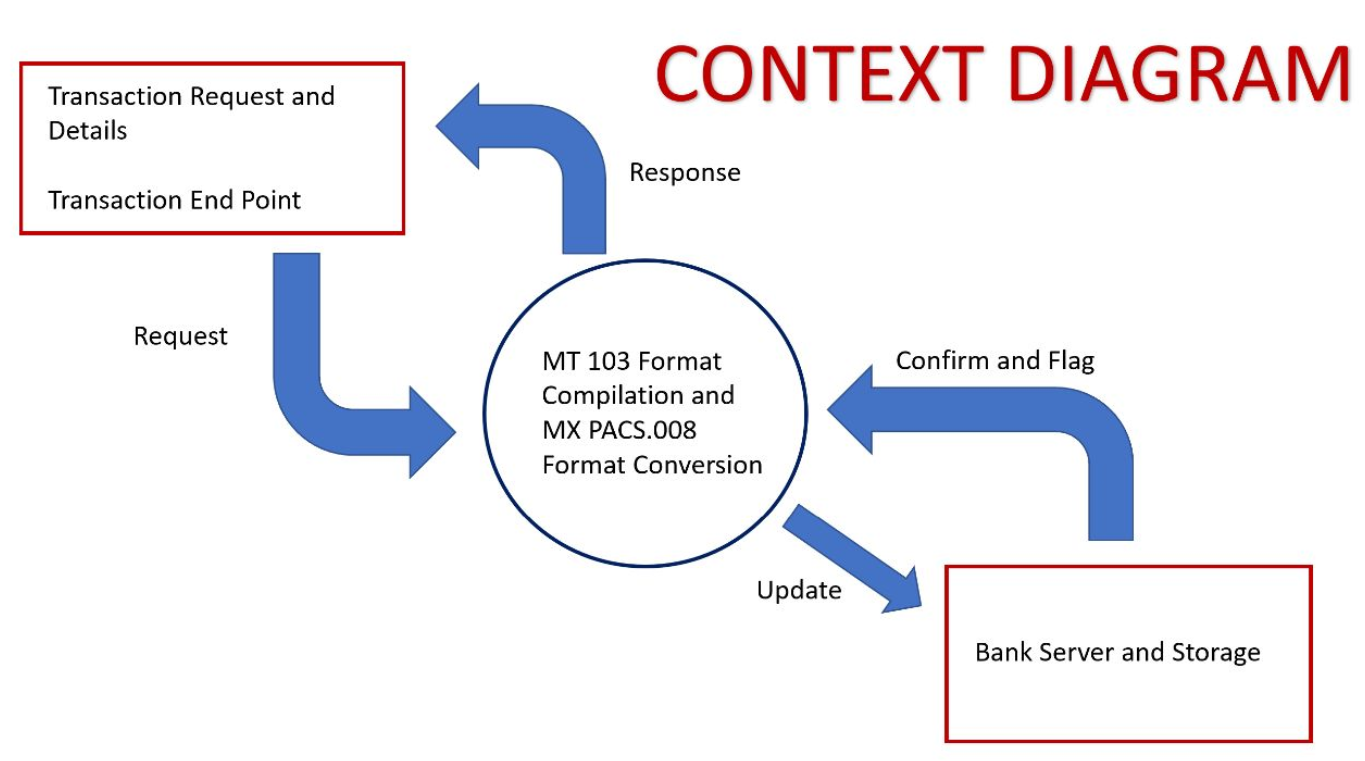 CONTEXT DIAGRAM
Transaction Request and
Details
Transaction End Point
Response
Request
MT 103 Format
Compilation and
MX PACS.008
Format Conversion
Confirm and Flag
Update
Bank Server and Storage